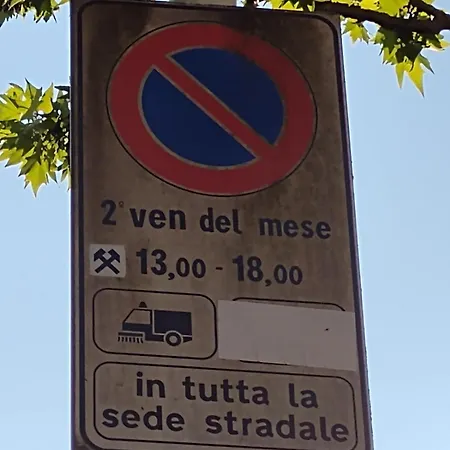 2° ven del mese
13,00 - 18,00
in tutta la
sede stradale